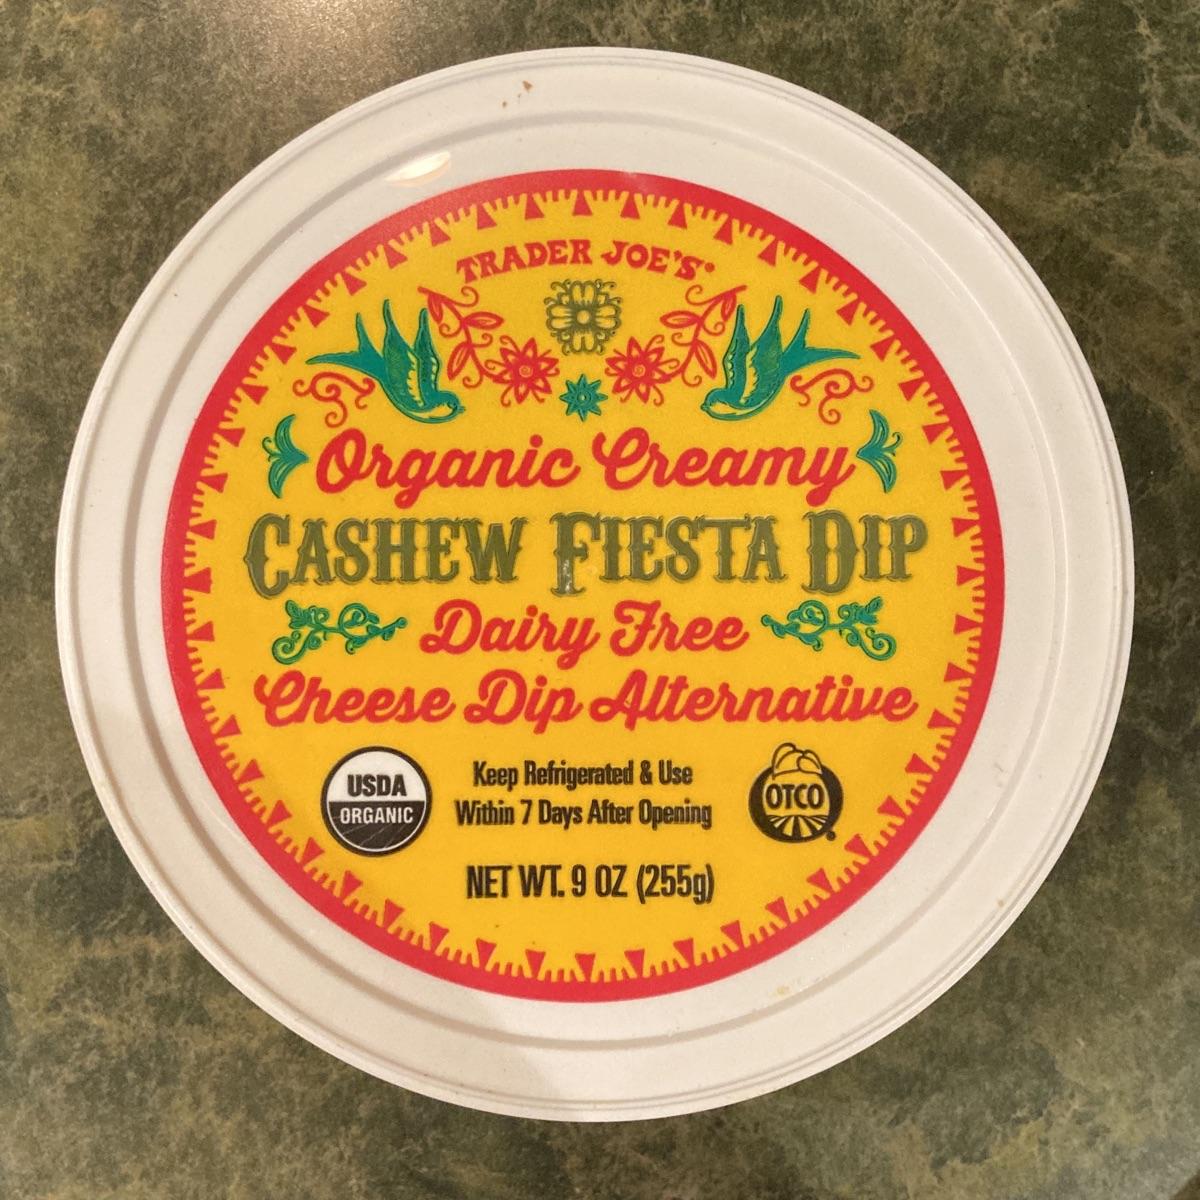 TRADER JOE'S®
Organic Creamy
CASHEW FIESTA DIP
Dairy Free
Cheese Dip Alternative
USDA
ORGANIC
Keep Refrigerated & Use
Within 7 Days After Opening
OTCO®
NET WT. 9 OZ (255g)